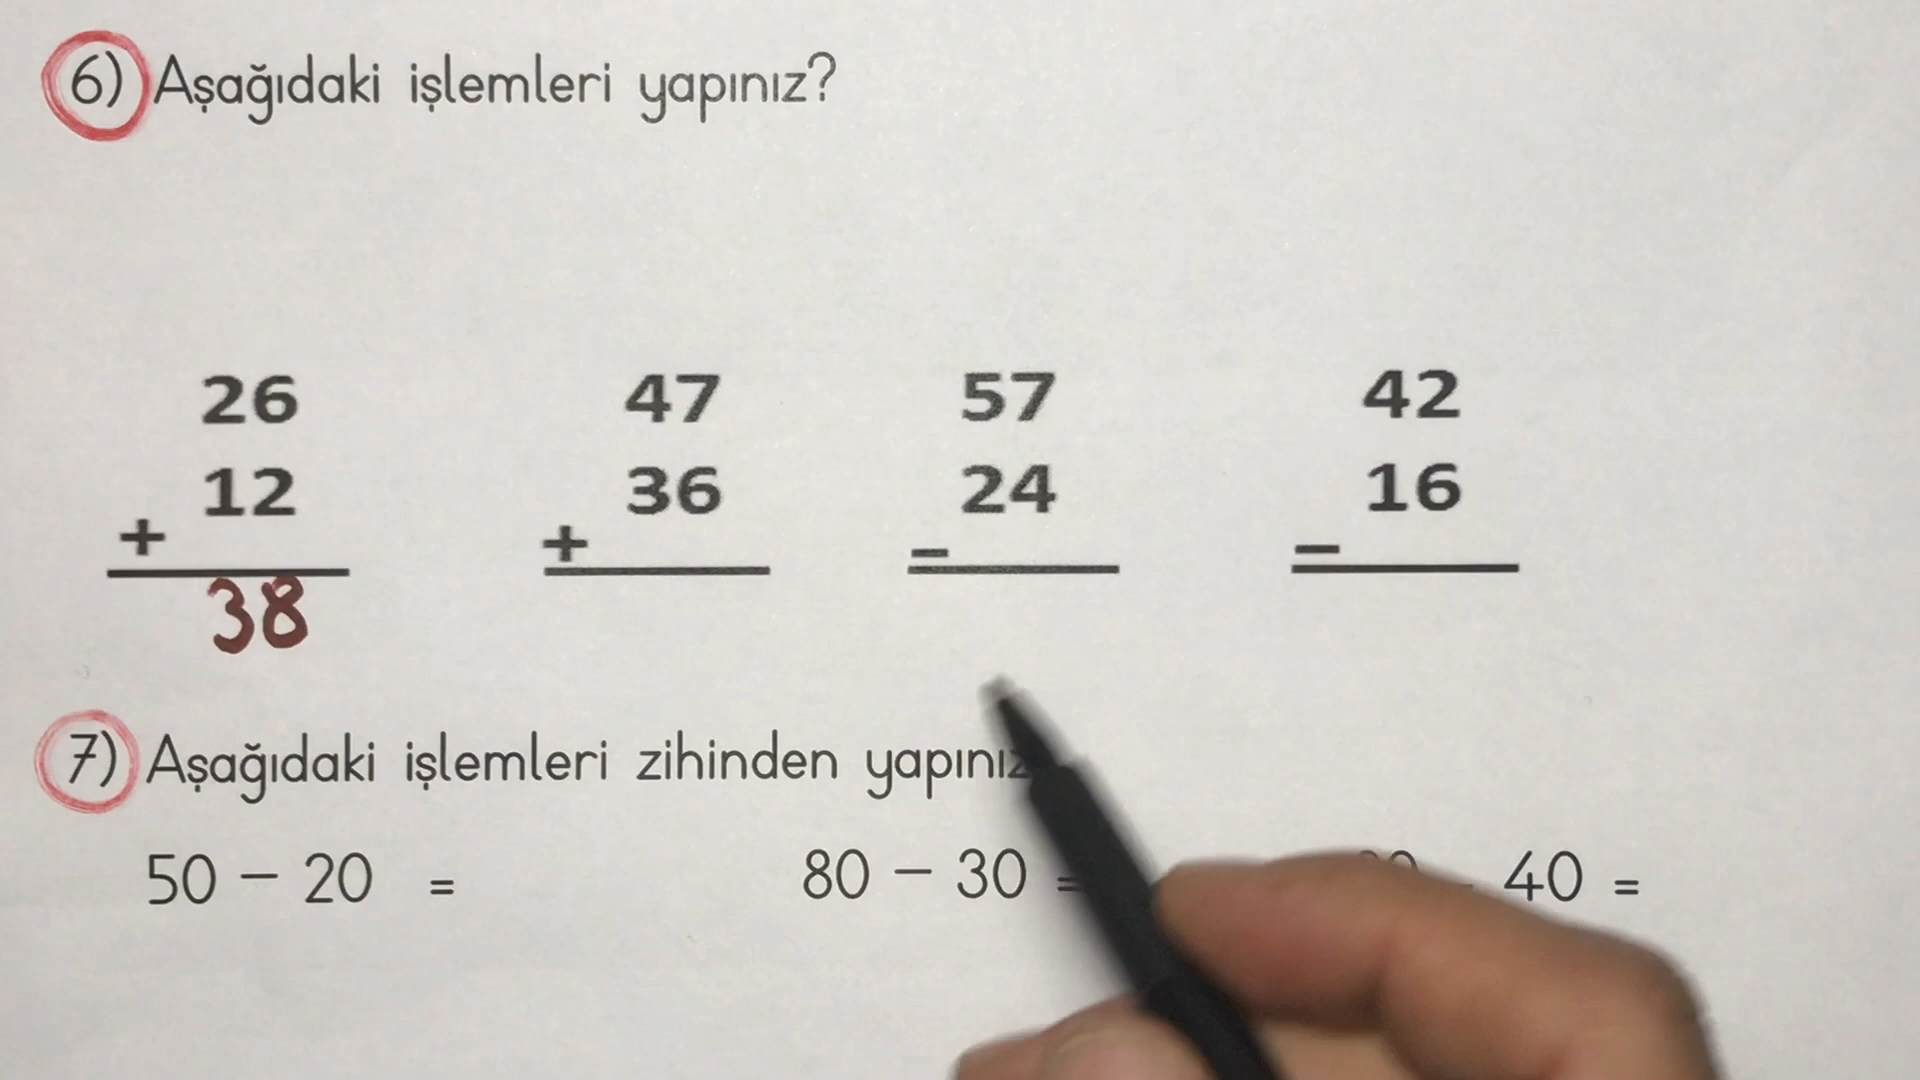 6) Aşağıdaki işlemleri yapınız?
26 47 57 42
12 36 24 16
+ + − −
38
7) Aşağıdaki işlemleri zihinden yapınız
50 − 20 = 80 − 30 = − 40 =